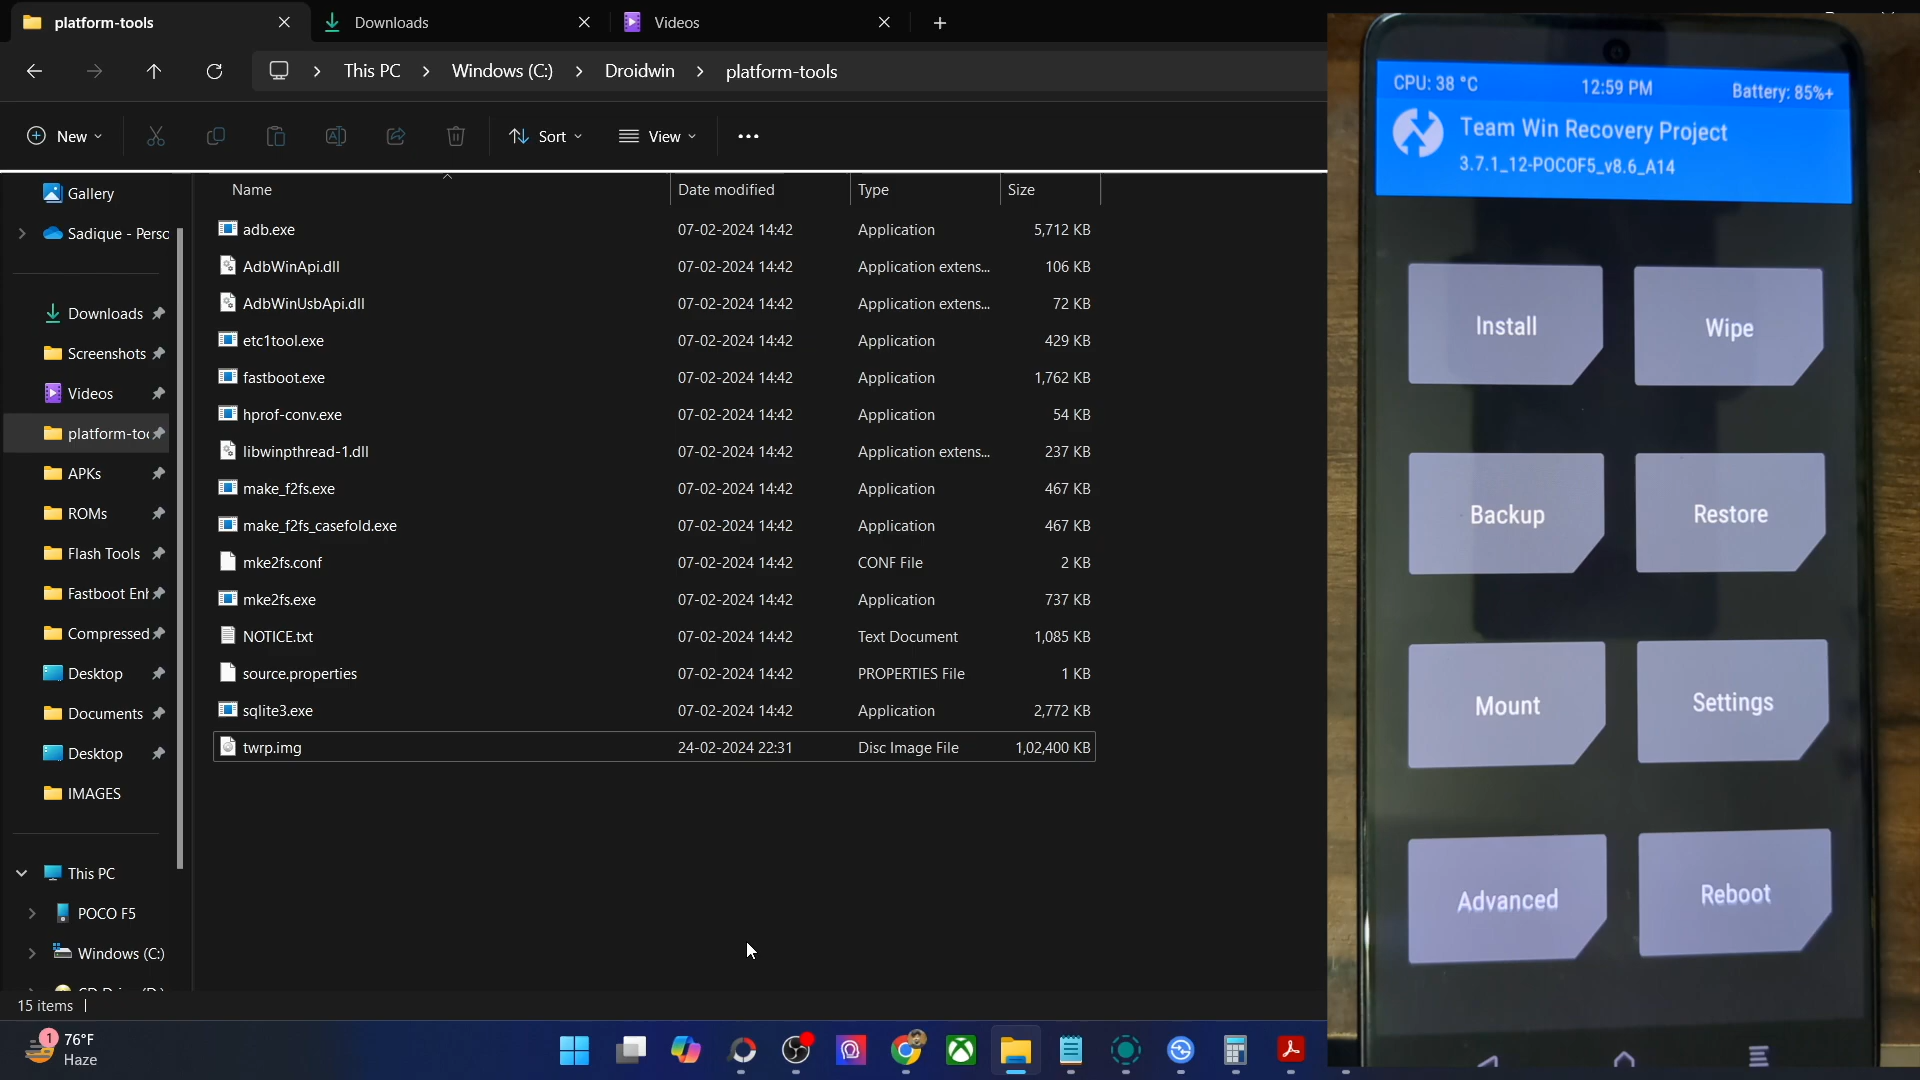 platform-tools
Downloads
Videos
This PC
Windows (C:)
Droidwin
platform-tools
New
Sort
View
Name
Date modified
Type
Size
Gallery
Sadique - Perso
Downloads
Screenshots
Videos
platform-too
APKs
ROMs
Flash Tools
Fastboot Enh
Compressed
Desktop
Documents
Desktop
IMAGES
This PC
POCO F5
Windows (C:)
adb.exe 07-02-2024 14:42 Application 5,712 KB
AdbWinApi.dll 07-02-2024 14:42 Application extens... 106 KB
AdbWinUsbApi.dll 07-02-2024 14:42 Application extens... 72 KB
etc1tool.exe 07-02-2024 14:42 Application 429 KB
fastboot.exe 07-02-2024 14:42 Application 1,762 KB
hprof-conv.exe 07-02-2024 14:42 Application 54 KB
libwinpthread-1.dll 07-02-2024 14:42 Application extens... 237 KB
make_f2fs.exe 07-02-2024 14:42 Application 467 KB
make_f2fs_casefold.exe 07-02-2024 14:42 Application 467 KB
mke2fs.conf 07-02-2024 14:42 CONF File 2 KB
mke2fs.exe 07-02-2024 14:42 Application 737 KB
NOTICE.txt 07-02-2024 14:42 Text Document 1,085 KB
source.properties 07-02-2024 14:42 PROPERTIES File 1 KB
sqlite3.exe 07-02-2024 14:42 Application 2,772 KB
twrp.img 24-02-2024 22:31 Disc Image File 1,02,400 KB
15 items
1
76°F
Haze
CPU: 38 °C
12:59 PM
Battery: 85%+
Team Win Recovery Project
3.7.1_12-POCOF5_v8.6_A14
Install
Wipe
Backup
Restore
Mount
Settings
Advanced
Reboot